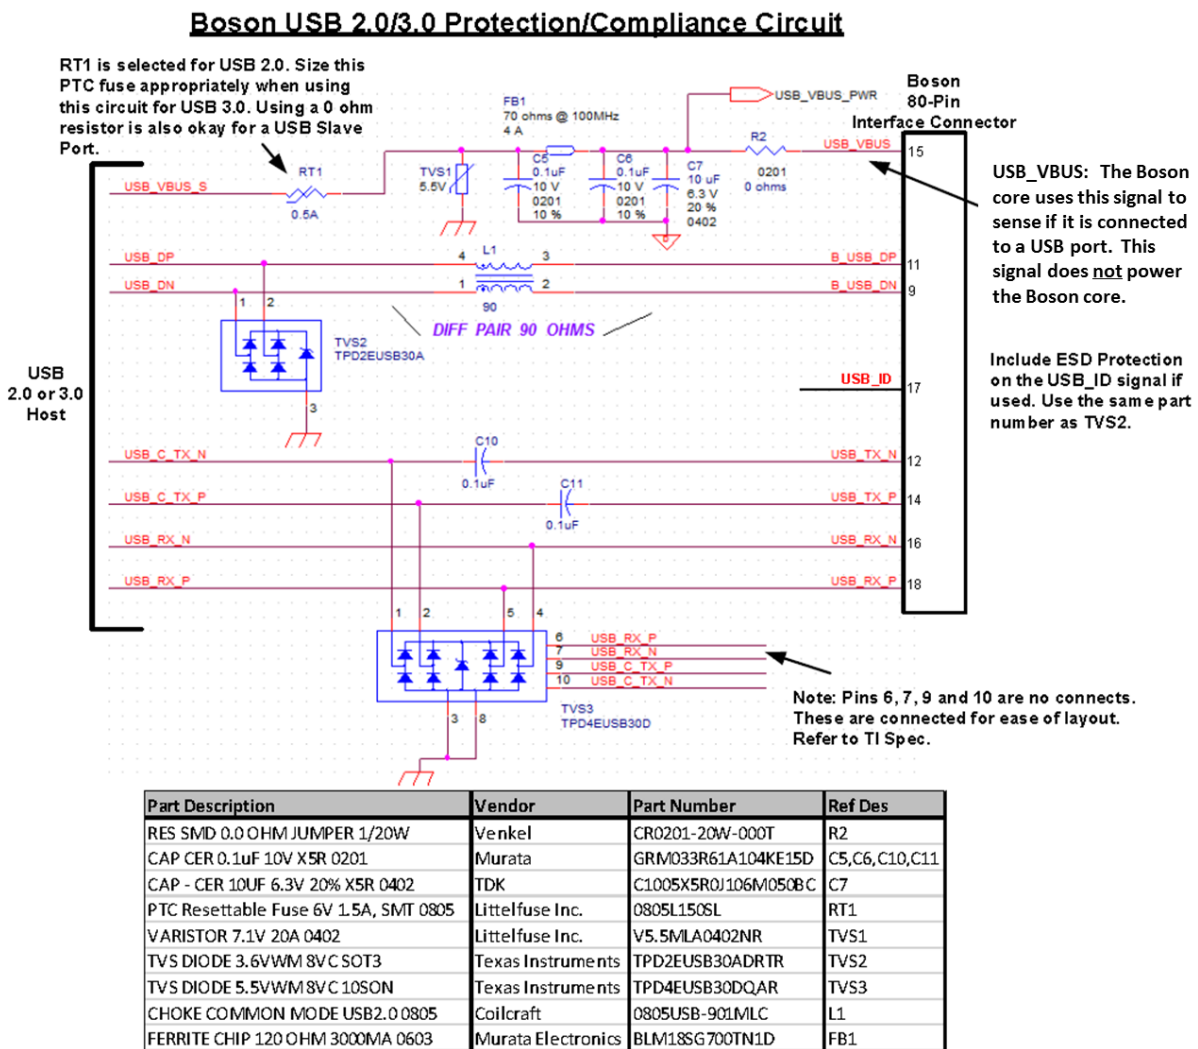 Boson USB 2.0/3.0 Protection/Compliance Circuit
RT1 is selected for USB 2.0. Size this
PTC fuse appropriately when using
this circuit for USB 3.0. Using a 0 ohm
resistor is also okay for a USB Slave
Port.
FB1
70 ohms @ 100MHz
4 A
USB_VBUS_PWR
Boson
80-Pin
Interface Connector
R2
0201
0 ohms
USB_VBUS
15
USB_VBUS_S
RT1
0.5A
TVS1
5.5V
C5
0.1uF
10 V
0201
10 %
C6
0.1uF
10 V
0201
10 %
C7
10 uF
6.3 V
20 %
0402
USB_VBUS: The Boson
core uses this signal to
sense if it is connected
to a USB port. This
signal does not power
the Boson core.
USB_DP
4
L1
3
B_USB_DP
11
USB_DN
1
2
B_USB_DN
9
90
DIFF PAIR 90 OHMS
1
2
TVS2
TPD2EUSB30A
3
USB
2.0 or 3.0
Host
USB_ID
17
Include ESD Protection
on the USB_ID signal if
used. Use the same part
number as TVS2.
USB_C_TX_N
C10
0.1uF
USB_TX_N
12
USB_C_TX_P
C11
0.1uF
USB_TX_P
14
USB_RX_N
USB_RX_N
16
USB_RX_P
USB_RX_P
18
1
2
5
4
6
USB_RX_P
7
USB_RX_N
9
USB_C_TX_P
10
USB_C_TX_N
3
8
TVS3
TPD4EUSB30D
Note: Pins 6, 7, 9 and 10 are no connects.
These are connected for ease of layout.
Refer to TI Spec.
Part Description Vendor Part Number Ref Des
RES SMD 0.0 OHM JUMPER 1/20W Venkel CR0201-20W-000T R2
CAP CER 0.1uF 10V X5R 0201 Murata GRM033R61A104KE15D C5,C6,C10,C11
CAP - CER 10UF 6.3V 20% X5R 0402 TDK C1005X5R0J106M050BC C7
PTC Resettable Fuse 6V 1.5A, SMT 0805 Littelfuse Inc. 0805L150SL RT1
VARISTOR 7.1V 20A 0402 Littelfuse Inc. V5.5MLA0402NR TVS1
TVS DIODE 3.6VWM 8VC SOT3 Texas Instruments TPD2EUSB30ADRTR TVS2
TVS DIODE 5.5VWM 8VC 10SON Texas Instruments TPD4EUSB30DQAR TVS3
CHOKE COMMON MODE USB2.0 0805 Coilcraft 0805USB-901MLC L1
FERRITE CHIP 120 OHM 3000MA 0603 Murata Electronics BLM18SG700TN1D FB1